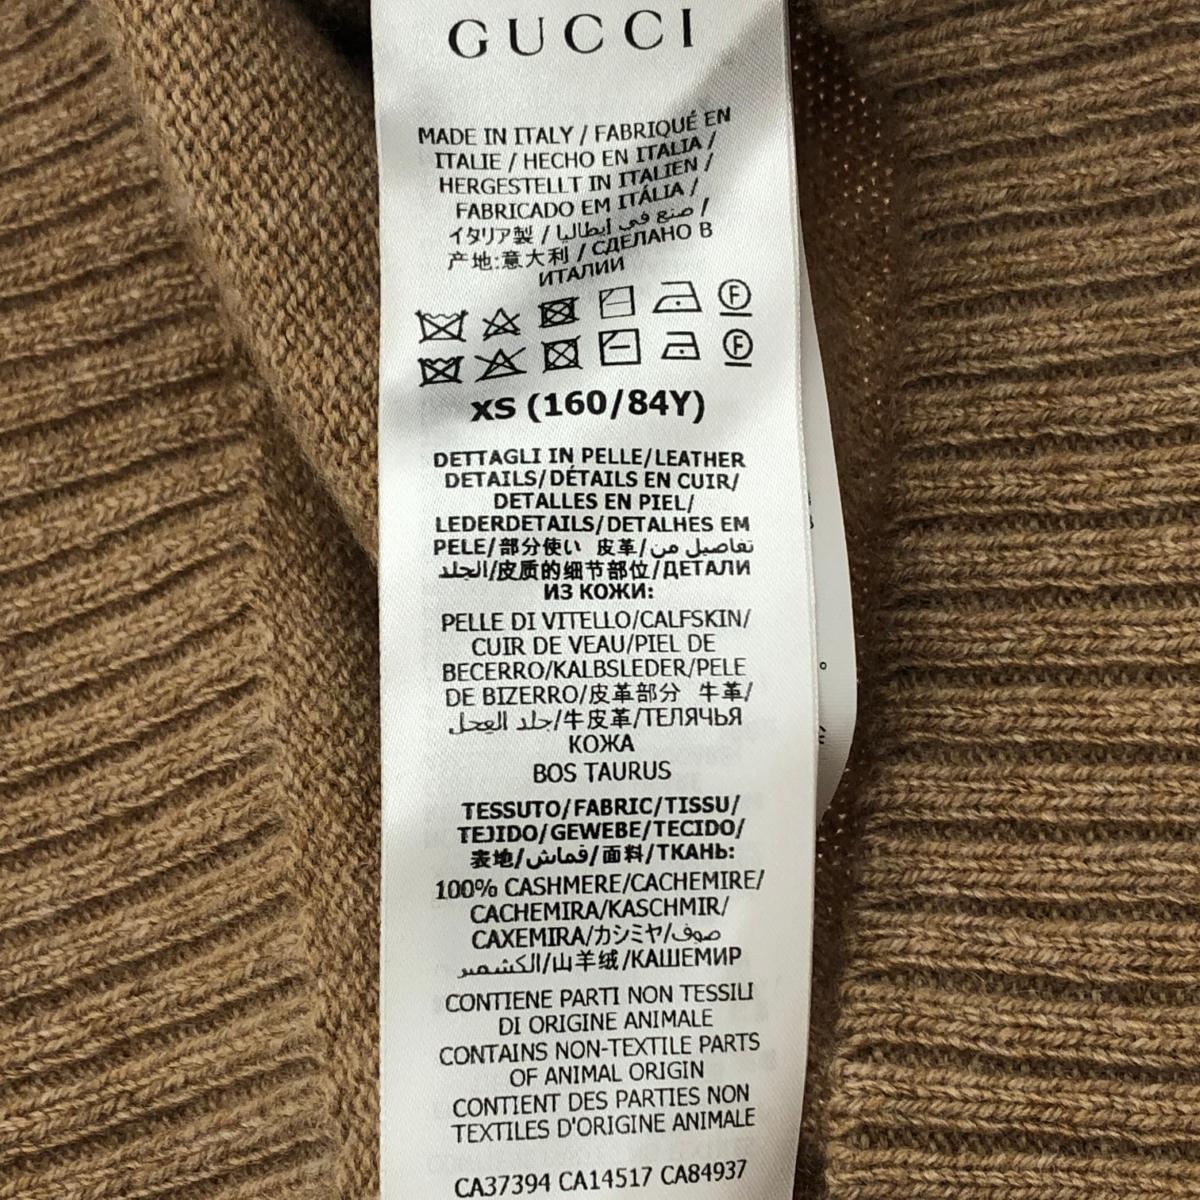 GUCCI
MADE IN ITALY / FABRIQUÉ EN
ITALIE / HECHO EN ITALIA /
HERGESTELLT IN ITALIEN /
FABRICADO EM ITÁLIA /
イタリア製 / صنع في إيطاليا /
产地:意大利 / СДЕЛАНО В
ИТАЛИИ
F
F
XS (160/84Y)
DETTAGLI IN PELLE/LEATHER
DETAILS/DÉTAILS EN CUIR/
DETALLES EN PIEL/
LEDERDETAILS/DETALHES EM
PELE/部分使い 皮革/تفاصيل من
الجلد/皮质的细节部位/ДЕТАЛИ
ИЗ КОЖИ:
PELLE DI VITELLO/CALFSKIN/
CUIR DE VEAU/PIEL DE
BECERRO/KALBSLEDER/PELE
DE BIZERRO/皮革部分 牛革/
جلد العجل/牛皮革/ТЕЛЯЧЬЯ
КОЖА
BOS TAURUS
TESSUTO/FABRIC/TISSU/
TEJIDO/GEWEBE/TECIDO/
表地/قماش/面料/ТКАНЬ:
100% CASHMERE/CACHEMIRE/
CACHEMIRA/KASCHMIR/
CAXEMIRA/カシミヤ/صوف
الكشمير/山羊绒/КАШЕМИР
CONTIENE PARTI NON TESSILI
DI ORIGINE ANIMALE
CONTAINS NON-TEXTILE PARTS
OF ANIMAL ORIGIN
CONTIENT DES PARTIES NON
TEXTILES D'ORIGINE ANIMALE
CA37394 CA14517 CA84937